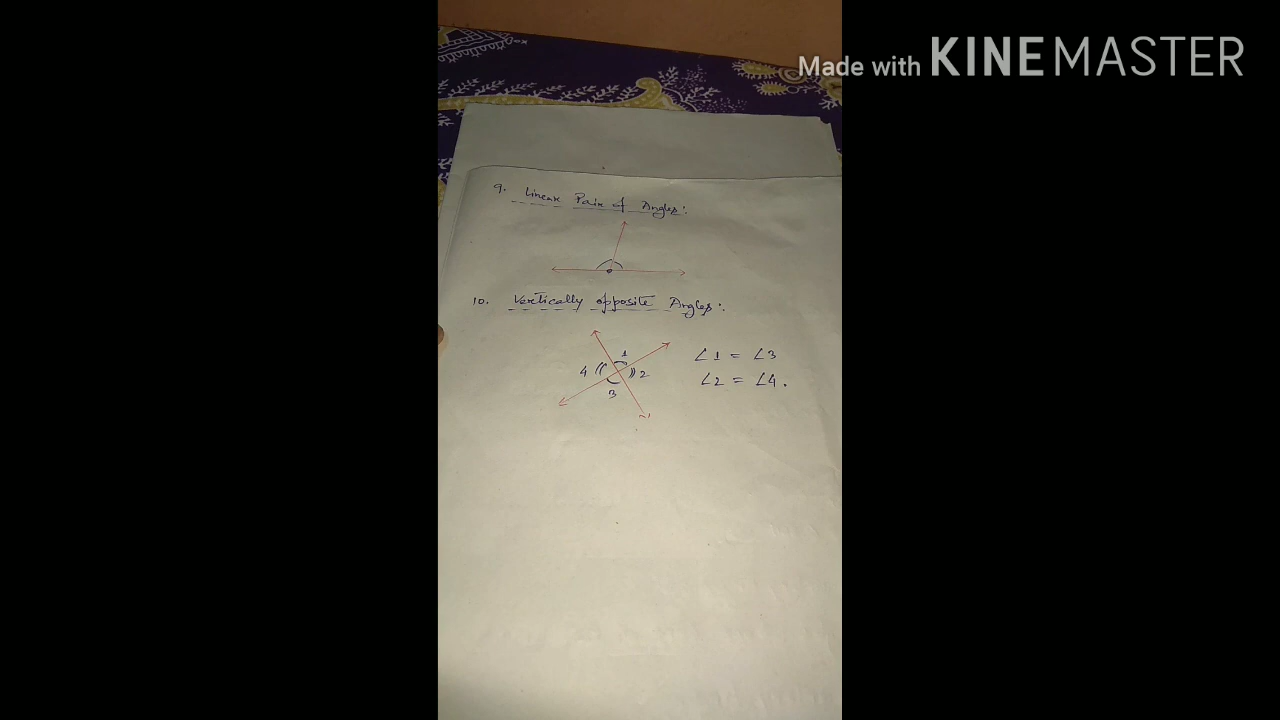 Made with KINEMASTER
9. Linear Pair of Angles:
10. Vertically opposite Angles:
1
4 2
3
∠1 = ∠3
∠2 = ∠4.